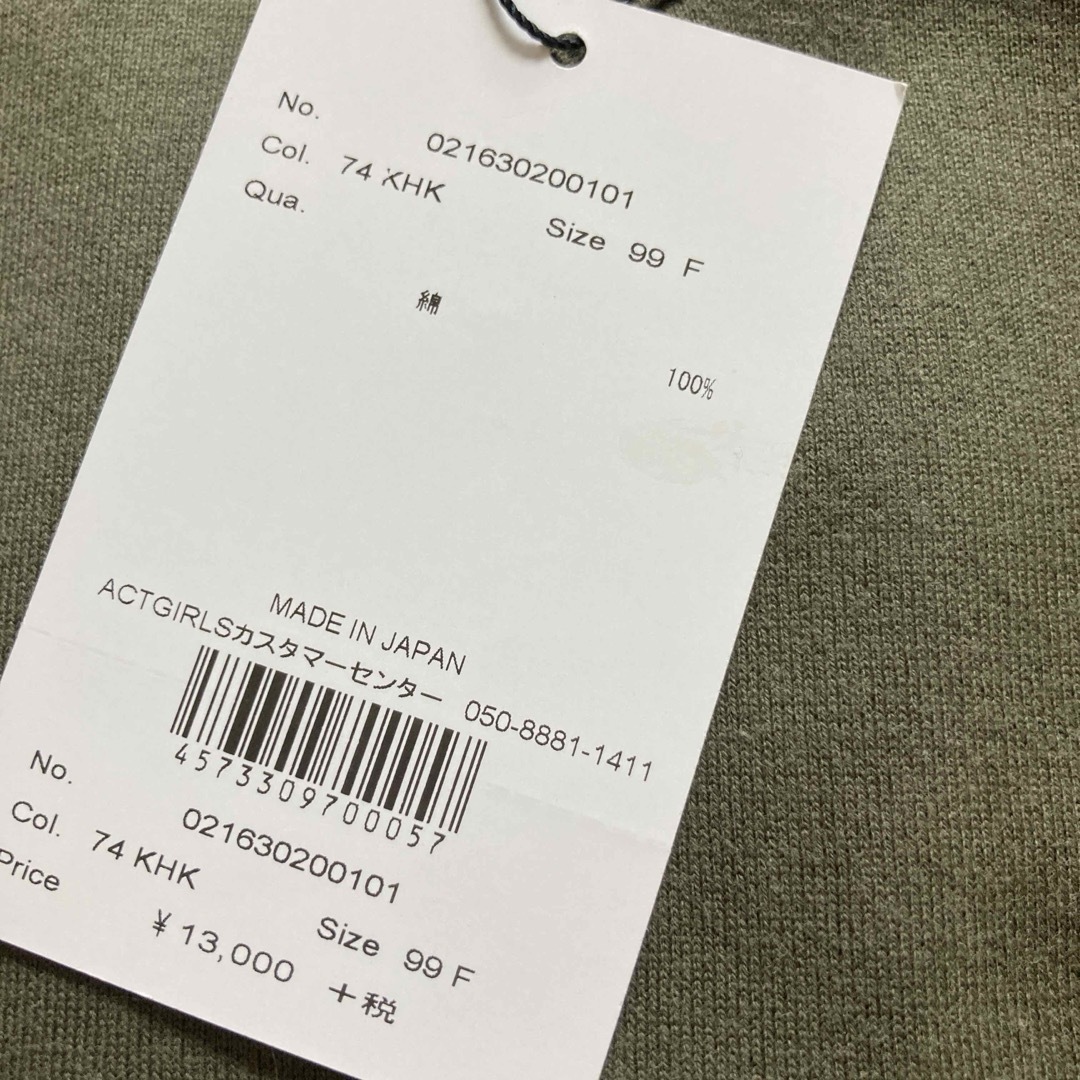 No. 021630200101
Col. 74 KHK Size 99 F
Qua.
綿 100%
MADE IN JAPAN
ACTGIRLSカスタマーセンター 050-8881-1411
4573309700057
No. 021630200101
Col. 74 KHK Size 99 F
Price ¥ 13,000 +税